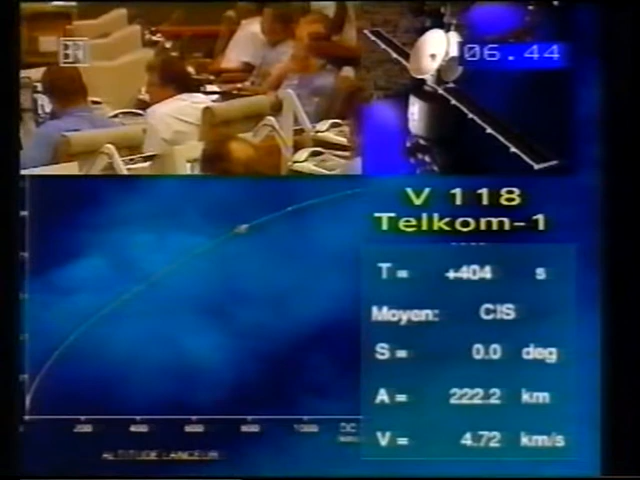 BR
06.44
V 118
Telkom-1
T = +404 s
Moyen: CIS
S = 0.0 deg
A = 222.2 km
V = 4.72 km/s
200 400 600 800 1000
ALTITUDE LANCEUR